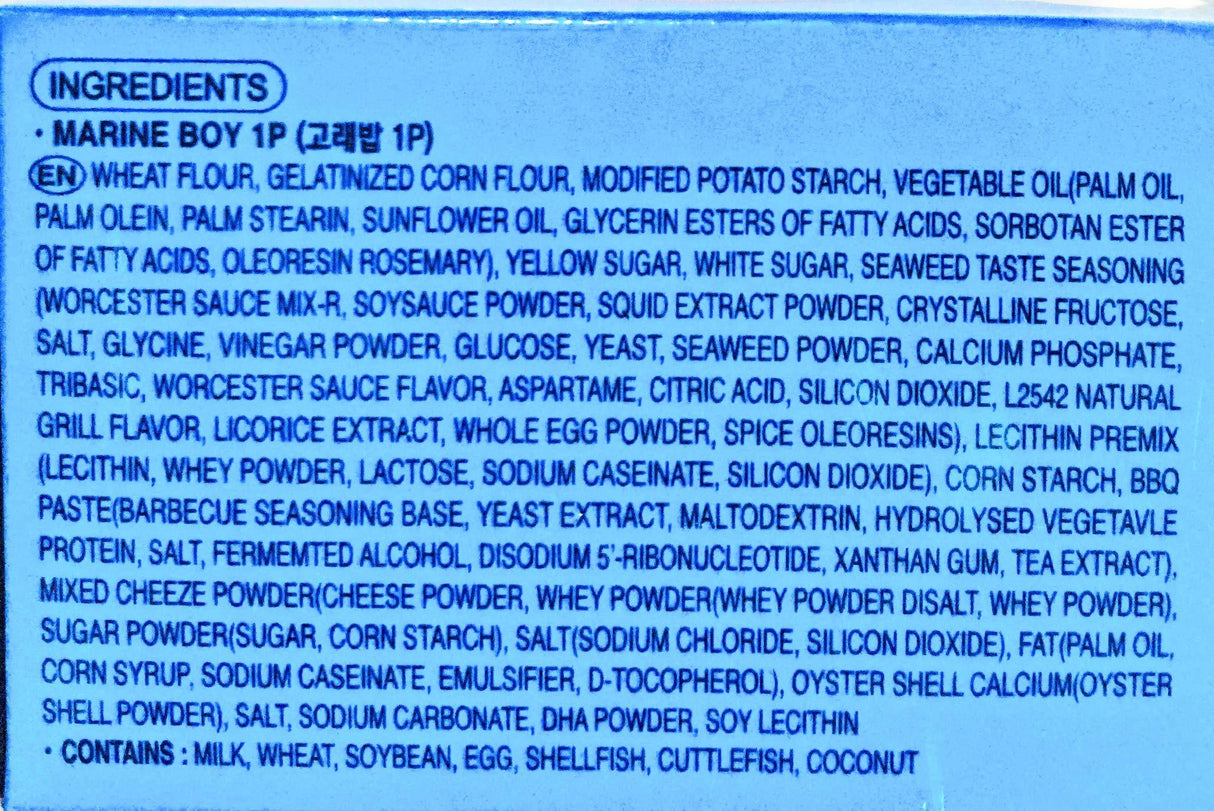 INGREDIENTS
· MARINE BOY 1P (고래밥 1P)
EN WHEAT FLOUR, GELATINIZED CORN FLOUR, MODIFIED POTATO STARCH, VEGETABLE OIL(PALM OIL,
PALM OLEIN, PALM STEARIN, SUNFLOWER OIL, GLYCERIN ESTERS OF FATTY ACIDS, SORBOTAN ESTER
OF FATTY ACIDS, OLEORESIN ROSEMARY), YELLOW SUGAR, WHITE SUGAR, SEAWEED TASTE SEASONING
(WORCESTER SAUCE MIX-R, SOYSAUCE POWDER, SQUID EXTRACT POWDER, CRYSTALLINE FRUCTOSE,
SALT, GLYCINE, VINEGAR POWDER, GLUCOSE, YEAST, SEAWEED POWDER, CALCIUM PHOSPHATE,
TRIBASIC, WORCESTER SAUCE FLAVOR, ASPARTAME, CITRIC ACID, SILICON DIOXIDE, L2542 NATURAL
GRILL FLAVOR, LICORICE EXTRACT, WHOLE EGG POWDER, SPICE OLEORESINS), LECITHIN PREMIX
(LECITHIN, WHEY POWDER, LACTOSE, SODIUM CASEINATE, SILICON DIOXIDE), CORN STARCH, BBQ
PASTE(BARBECUE SEASONING BASE, YEAST EXTRACT, MALTODEXTRIN, HYDROLYSED VEGETAVLE
PROTEIN, SALT, FERMEMTED ALCOHOL, DISODIUM 5'-RIBONUCLEOTIDE, XANTHAN GUM, TEA EXTRACT),
MIXED CHEEZE POWDER(CHEESE POWDER, WHEY POWDER(WHEY POWDER DISALT, WHEY POWDER),
SUGAR POWDER(SUGAR, CORN STARCH), SALT(SODIUM CHLORIDE, SILICON DIOXIDE), FAT(PALM OIL,
CORN SYRUP, SODIUM CASEINATE, EMULSIFIER, D-TOCOPHEROL), OYSTER SHELL CALCIUM(OYSTER
SHELL POWDER), SALT, SODIUM CARBONATE, DHA POWDER, SOY LECITHIN
· CONTAINS : MILK, WHEAT, SOYBEAN, EGG, SHELLFISH, CUTTLEFISH, COCONUT